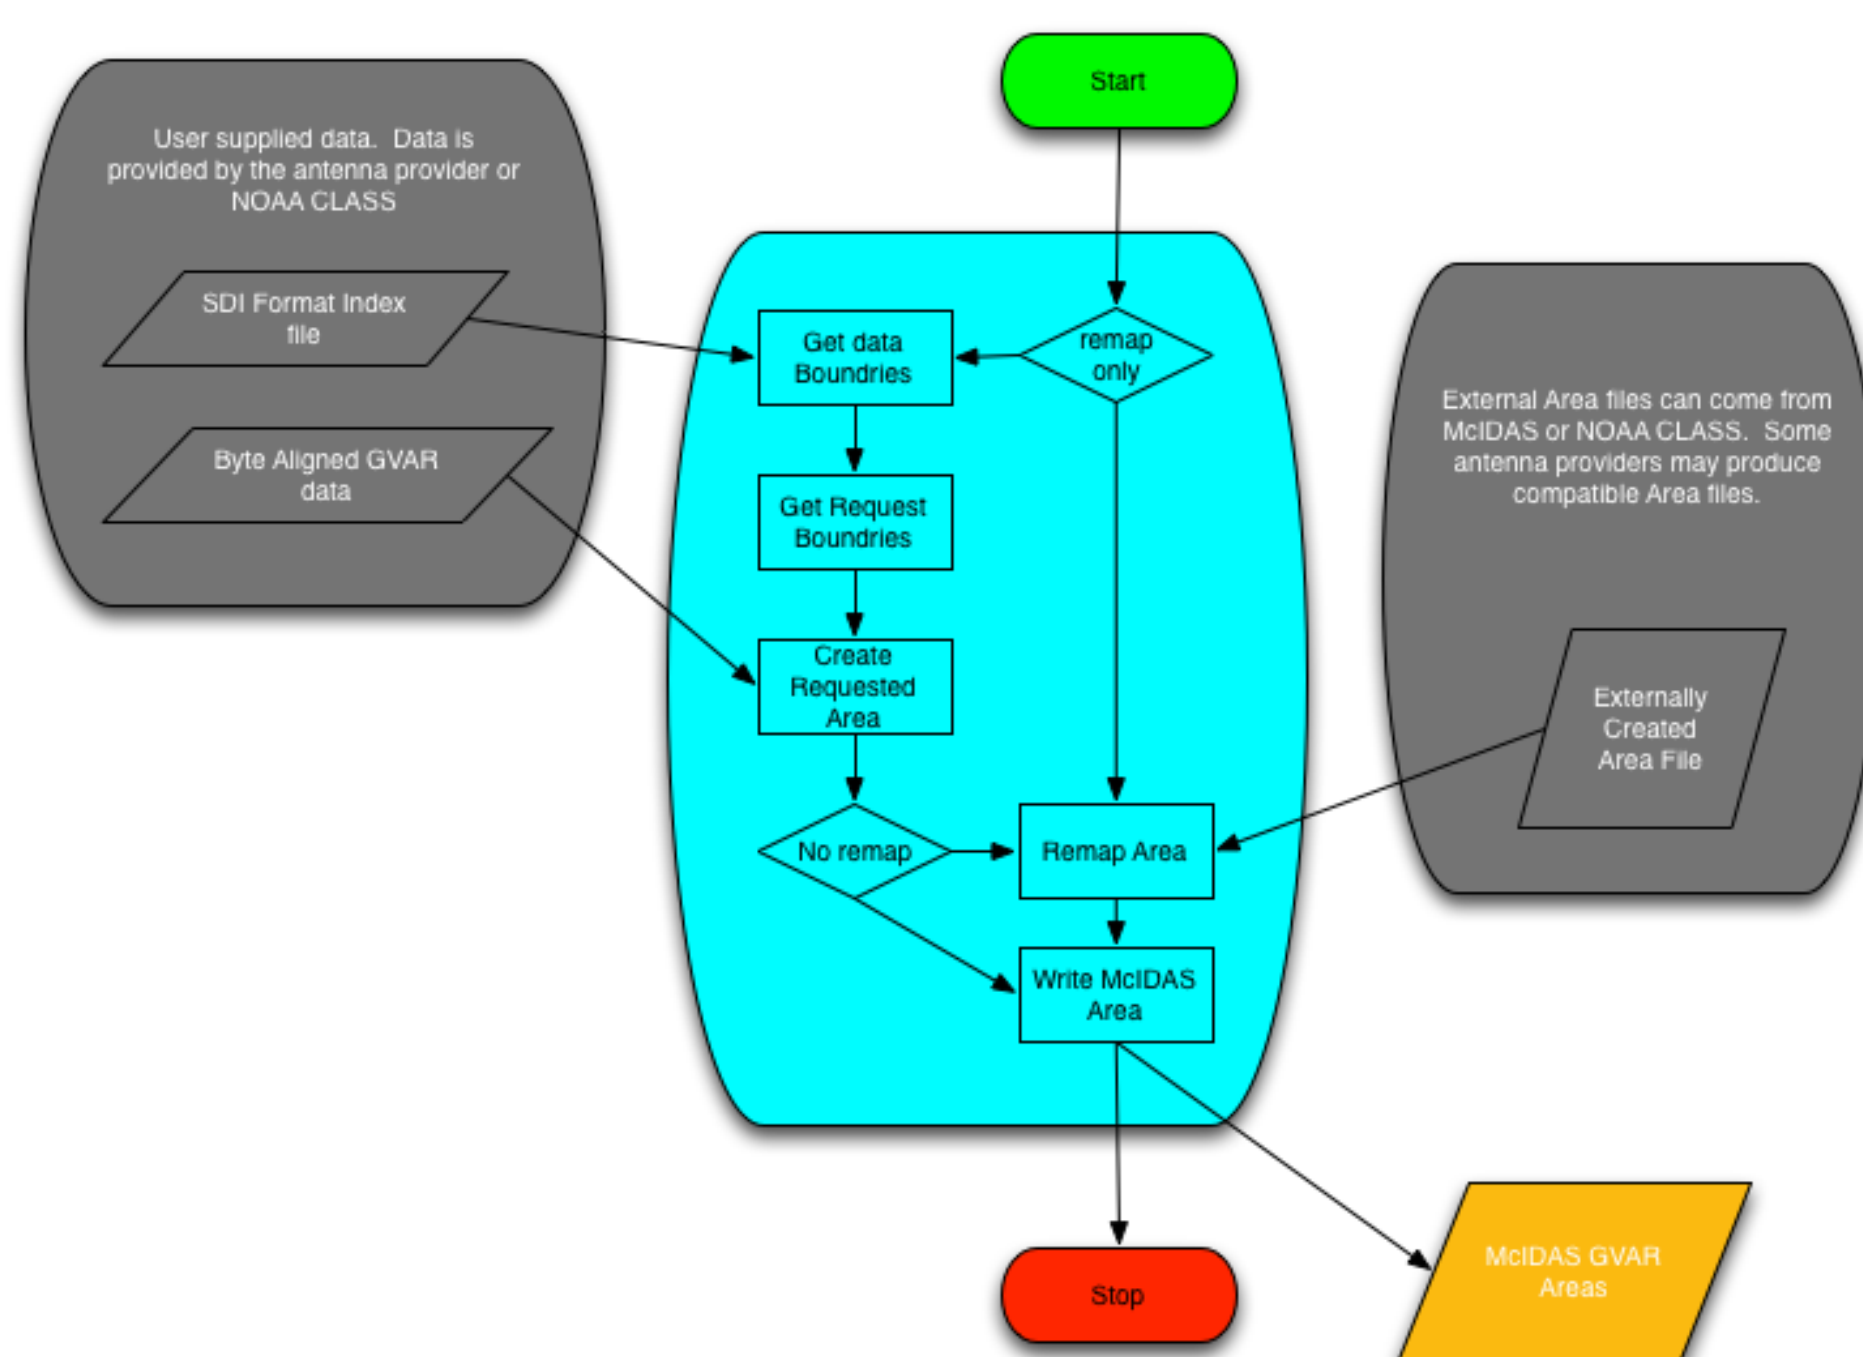 Start
User supplied data.  Data is
provided by the antenna provider or
NOAA CLASS
SDI Format Index
file
Byte Aligned GVAR
data
Get data
Boundries
remap
only
Get Request
Boundries
Create
Requested
Area
No remap
Remap Area
Write McIDAS
Area
External Area files can come from
McIDAS or NOAA CLASS.  Some
antenna providers may produce
compatible Area files.
Externally
Created
Area File
Stop
McIDAS GVAR
Areas